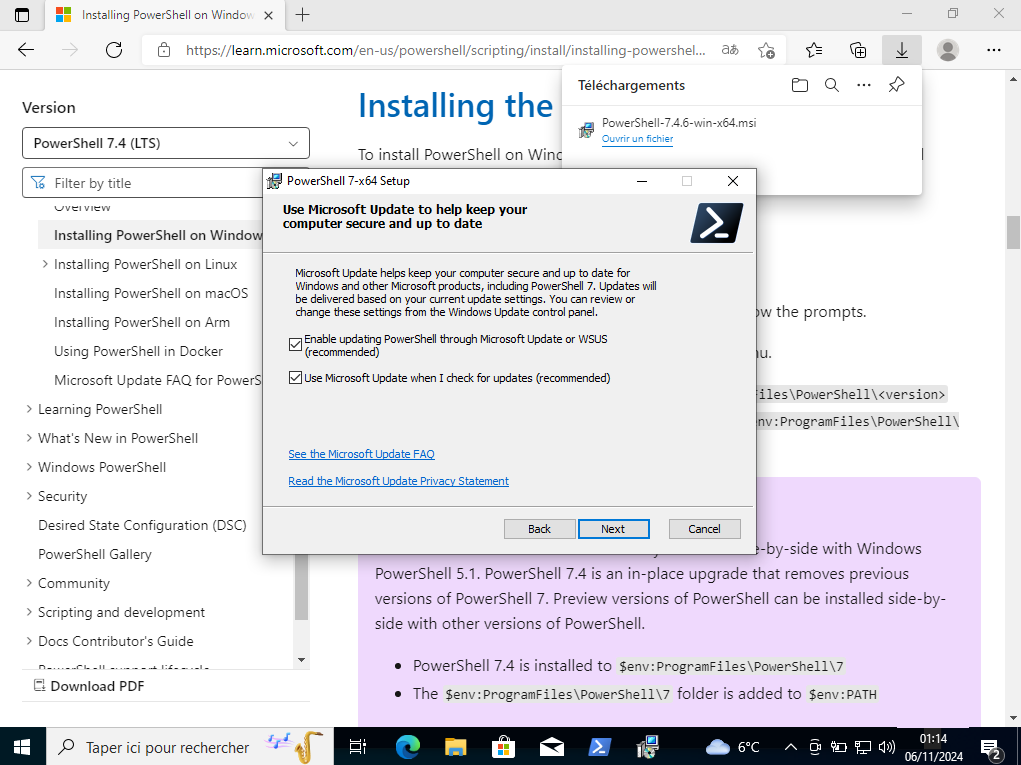 Installing PowerShell on Window
https://learn.microsoft.com/en-us/powershell/scripting/install/installing-powershel...
aあ
Téléchargements
PowerShell-7.4.6-win-x64.msi
Ouvrir un fichier
Version
PowerShell 7.4 (LTS)
Filter by title
Overview
Installing PowerShell on Window
Installing PowerShell on Linux
Installing PowerShell on macOS
Installing PowerShell on Arm
Using PowerShell in Docker
Microsoft Update FAQ for PowerS
Learning PowerShell
What's New in PowerShell
Windows PowerShell
Security
Desired State Configuration (DSC)
PowerShell Gallery
Community
Scripting and development
Docs Contributor's Guide
PowerShell support lifecycle
Download PDF
Installing the
To install PowerShell on Wind
PowerShell 7-x64 Setup
Use Microsoft Update to help keep your
computer secure and up to date
Microsoft Update helps keep your computer secure and up to date for
Windows and other Microsoft products, including PowerShell 7. Updates will
be delivered based on your current update settings. You can review or
change these settings from the Windows Update control panel.
Enable updating PowerShell through Microsoft Update or WSUS
(recommended)
Use Microsoft Update when I check for updates (recommended)
See the Microsoft Update FAQ
Read the Microsoft Update Privacy Statement
Back
Next
Cancel
ow the prompts.
nu.
Files\PowerShell\<version>
env:ProgramFiles\PowerShell\
e-by-side with Windows
PowerShell 5.1. PowerShell 7.4 is an in-place upgrade that removes previous
versions of PowerShell 7. Preview versions of PowerShell can be installed side-by-
side with other versions of PowerShell.
PowerShell 7.4 is installed to $env:ProgramFiles\PowerShell\7
The $env:ProgramFiles\PowerShell\7 folder is added to $env:PATH
Taper ici pour rechercher
6°C
01:14
06/11/2024
2